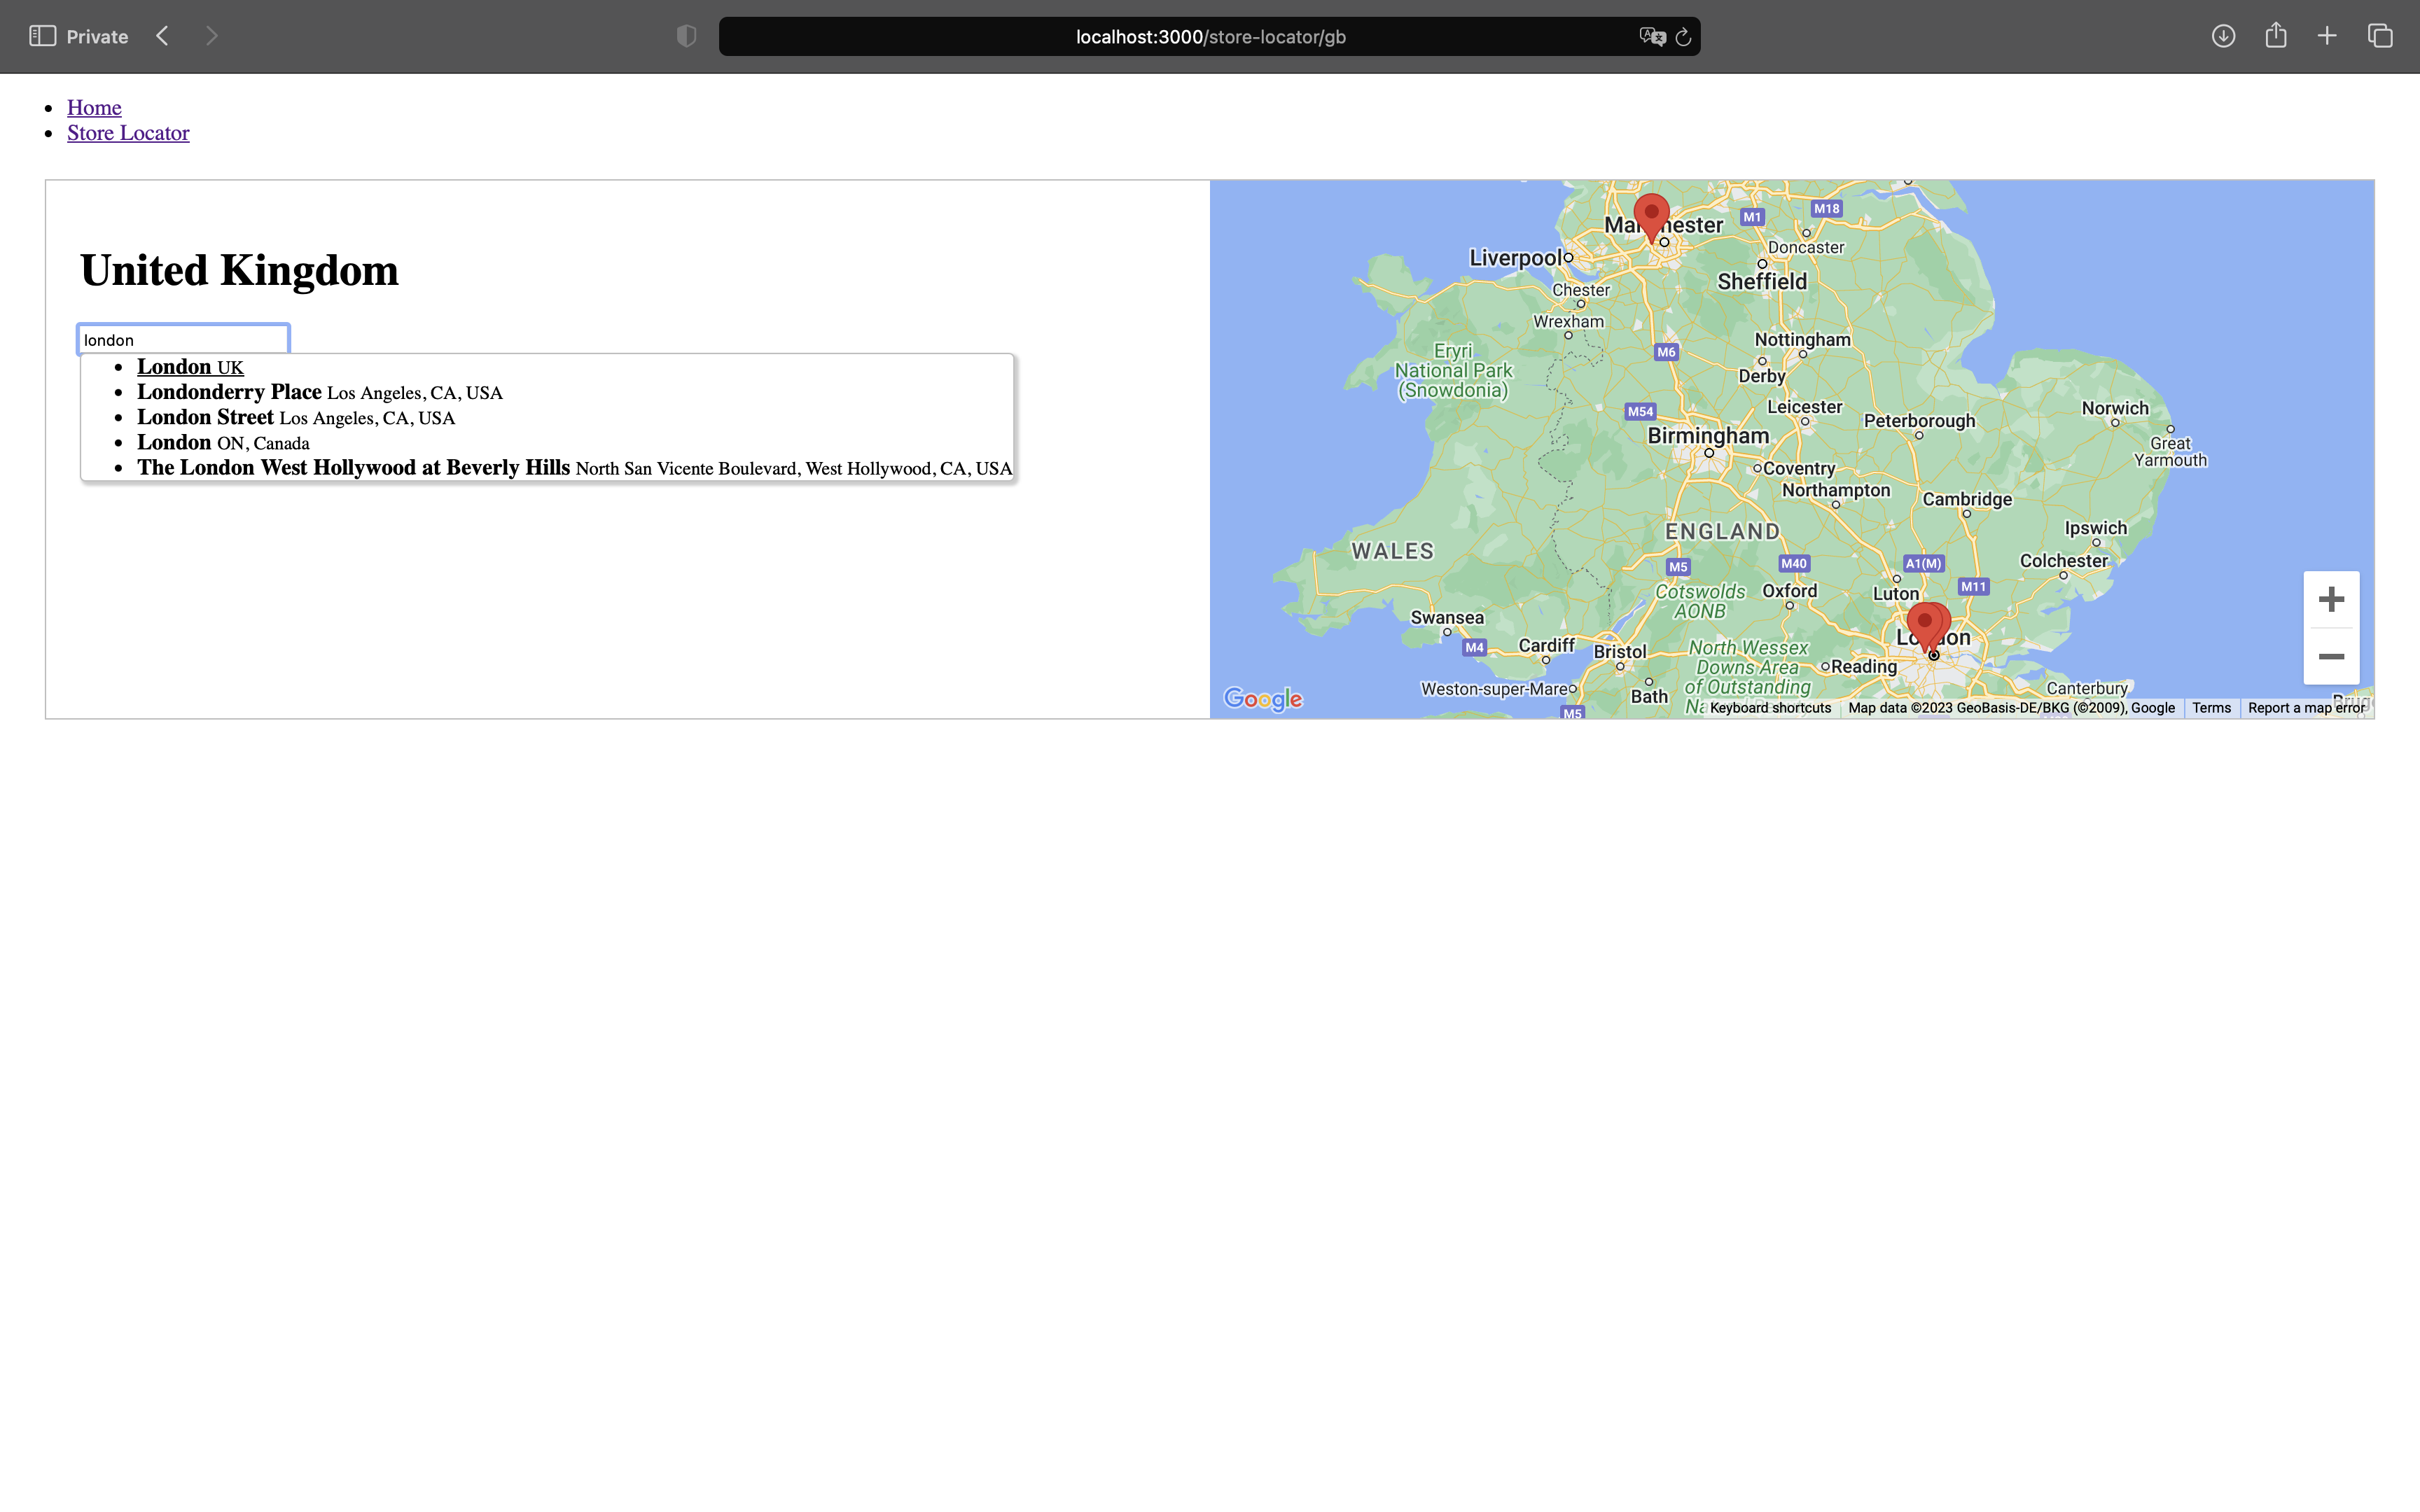 Private
localhost:3000/store-locator/gb
Home
Store Locator
United Kingdom
london
London UK
Londonderry Place Los Angeles, CA, USA
London Street Los Angeles, CA, USA
London ON, Canada
The London West Hollywood at Beverly Hills North San Vicente Boulevard, West Hollywood, CA, USA
M1
M18
Doncaster
Liverpool
Sheffield
Chester
Wrexham
Nottingham
M6
Eryri
National Park
(Snowdonia)
Derby
Leicester
M54
Norwich
Peterborough
Birmingham
Great
Yarmouth
Coventry
Northampton
Cambridge
ENGLAND
Ipswich
WALES
Colchester
M5
M40
A1(M)
M11
Cotswolds
AONB
Oxford
Luton
Swansea
M4
Cardiff
Bristol
North Wessex
Downs Area
of Outstanding
Reading
Weston-super-Mare
Bath
Canterbury
Google
M5
Keyboard shortcuts
Map data ©2023 GeoBasis-DE/BKG (©2009), Google
Terms
Report a map error